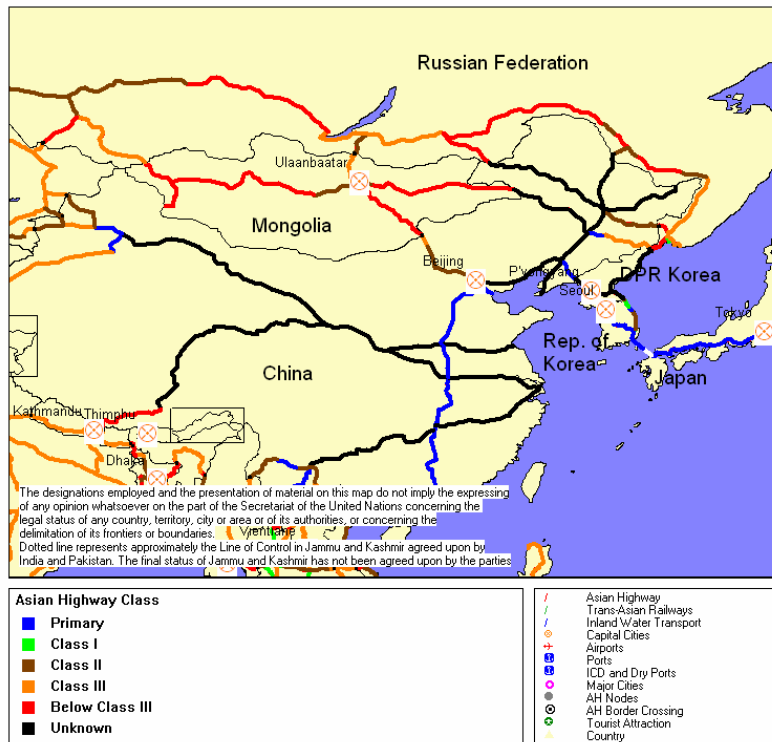 Russian Federation
Ulaanbaatar
Mongolia
Beijing
P'yongyang
DPR Korea
Seoul
Tokyo
Rep. of
Korea
Japan
China
Kathmandu
Thimphu
Dhaka
The designations employed and the presentation of material on this map do not imply the expressing
of any opinion whatsoever on the part of the Secretariat of the United Nations concerning the
legal status of any country, territory, city or area or of its authorities, or concerning the
delimitation of its frontiers or boundaries.
Vientiane
Dotted line represents approximately the Line of Control in Jammu and Kashmir agreed upon by
India and Pakistan. The final status of Jammu and Kashmir has not been agreed upon by the parties
Asian Highway Class
Primary
Class I
Class II
Class III
Below Class III
Unknown
Asian Highway
Trans-Asian Railways
Inland Water Transport
Capital Cities
Airports
Ports
ICD and Dry Ports
Major Cities
AH Nodes
AH Border Crossing
Tourist Attraction
Country